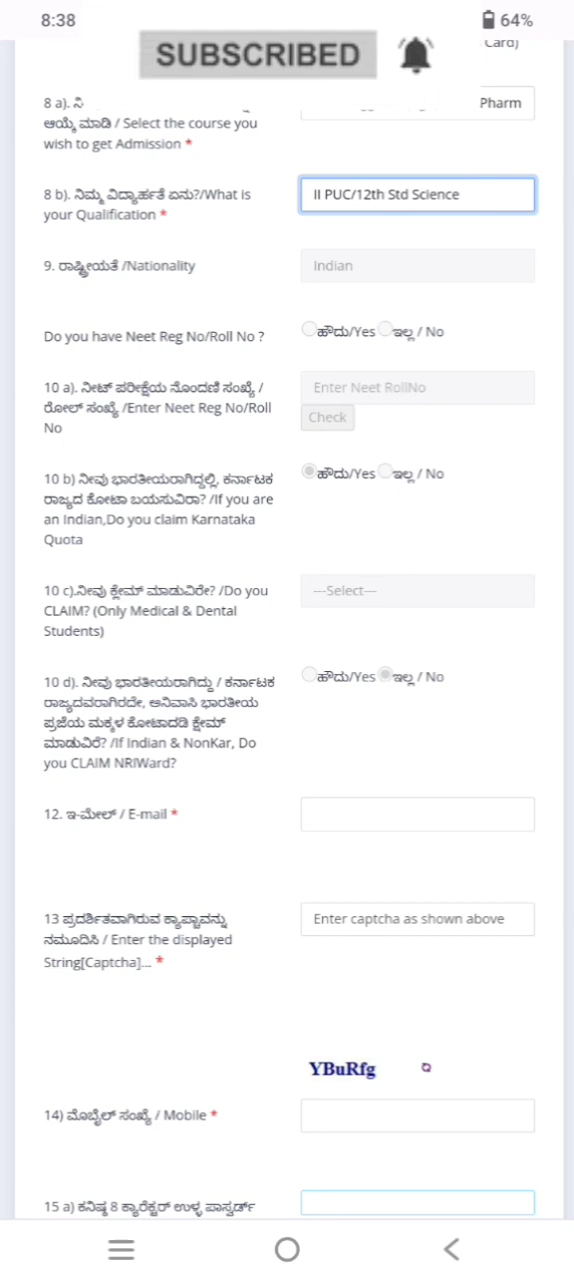 8:38
64%
SUBSCRIBED
Card)
8 a).
ಆಯ್ಕೆ ಮಾಡಿ / Select the course you
wish to get Admission *
Pharm
8 b). ನಿಮ್ಮ ವಿದ್ಯಾರ್ಹತೆ ಏನು?/What is
your Qualification *
II PUC/12th Std Science
9. ರಾಷ್ಟ್ರೀಯತೆ /Nationality
Indian
Do you have Neet Reg No/Roll No ?
ಹೌದು/Yes ಇಲ್ಲ / No
10 a). ನೀಟ್ ಪರೀಕ್ಷೆಯ ನೊಂದಣಿ ಸಂಖ್ಯೆ /
ರೋಲ್ ಸಂಖ್ಯೆ /Enter Neet Reg No/Roll
No
Enter Neet RollNo
Check
10 b) ನೀವು ಭಾರತೀಯರಾಗಿದ್ದಲ್ಲಿ, ಕರ್ನಾಟಕ
ರಾಜ್ಯದ ಕೋಟಾ ಬಯಸುವಿರಾ? /If you are
an Indian,Do you claim Karnataka
Quota
ಹೌದು/Yes ಇಲ್ಲ / No
10 c).ನೀವು ಕ್ಲೇಮ್ ಮಾಡುವಿರೇ? /Do you
CLAIM? (Only Medical & Dental
Students)
---Select---
10 d). ನೀವು ಭಾರತೀಯರಾಗಿದ್ದು / ಕರ್ನಾಟಕ
ರಾಜ್ಯದವರಾಗಿರದೇ, ಅನಿವಾಸಿ ಭಾರತೀಯ
ಪ್ರಜೆಯ ಮಕ್ಕಳ ಕೋಟಾದಡಿ ಕ್ಲೇಮ್
ಮಾಡುವಿರೆ? /If Indian & NonKar, Do
you CLAIM NRIWard?
ಹೌದು/Yes ಇಲ್ಲ / No
12. ಇ-ಮೇಲ್ / E-mail *
13 ಪ್ರದರ್ಶಿತವಾಗಿರುವ ಕ್ಯಾಪ್ಚಾವನ್ನು
ನಮೂದಿಸಿ / Enter the displayed
String[Captcha]... *
Enter captcha as shown above
YBuRfg
14) ಮೊಬೈಲ್ ಸಂಖ್ಯೆ / Mobile *
15 a) ಕನಿಷ್ಠ 8 ಕ್ಯಾರೆಕ್ಟರ್ ಉಳ್ಳ ಪಾಸ್ವರ್ಡ್